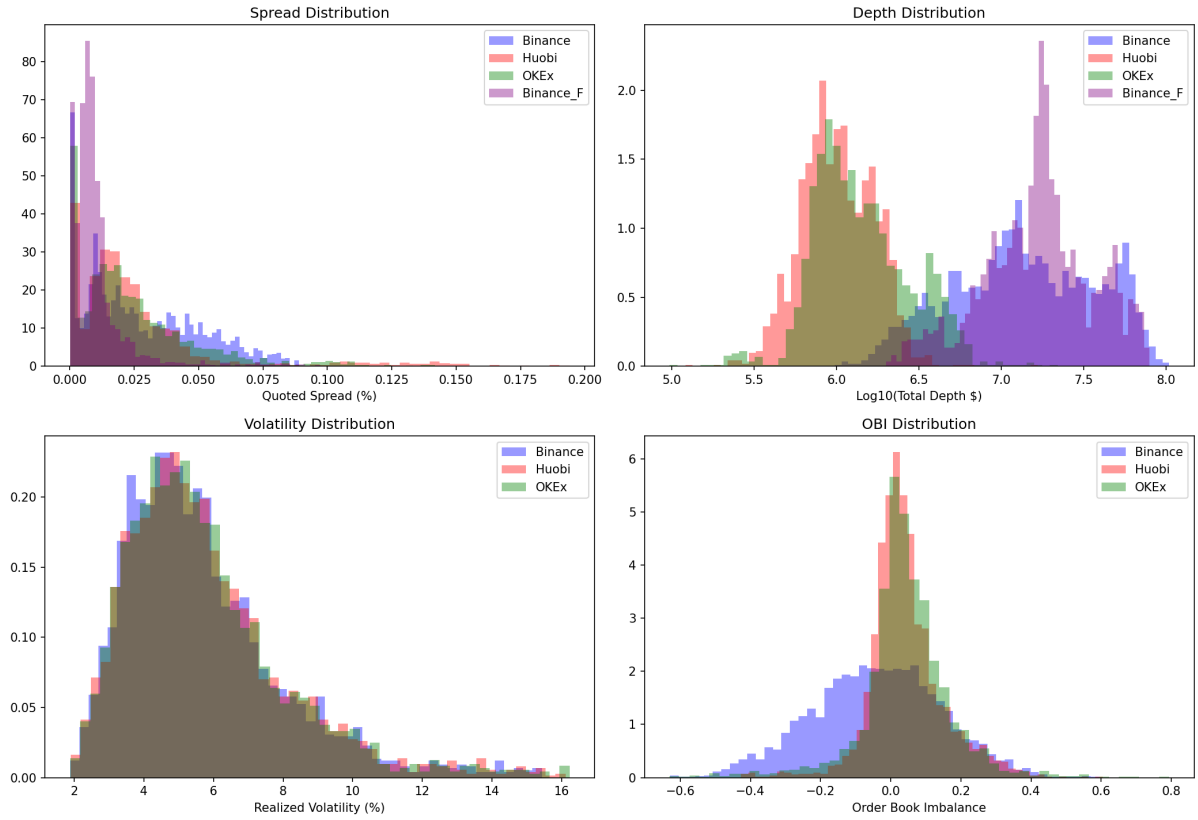 Spread Distribution
80
70
60
50
40
30
20
10
0
0.000 0.025 0.050 0.075 0.100 0.125 0.150 0.175 0.200
Quoted Spread (%)
Binance
Huobi
OKEx
Binance_F
Depth Distribution
2.0
1.5
1.0
0.5
0.0
5.0 5.5 6.0 6.5 7.0 7.5 8.0
Log10(Total Depth $)
Binance
Huobi
OKEx
Binance_F
Volatility Distribution
0.20
0.15
0.10
0.05
0.00
2 4 6 8 10 12 14 16
Realized Volatility (%)
Binance
Huobi
OKEx
OBI Distribution
6
5
4
3
2
1
0
−0.6 −0.4 −0.2 0.0 0.2 0.4 0.6 0.8
Order Book Imbalance
Binance
Huobi
OKEx